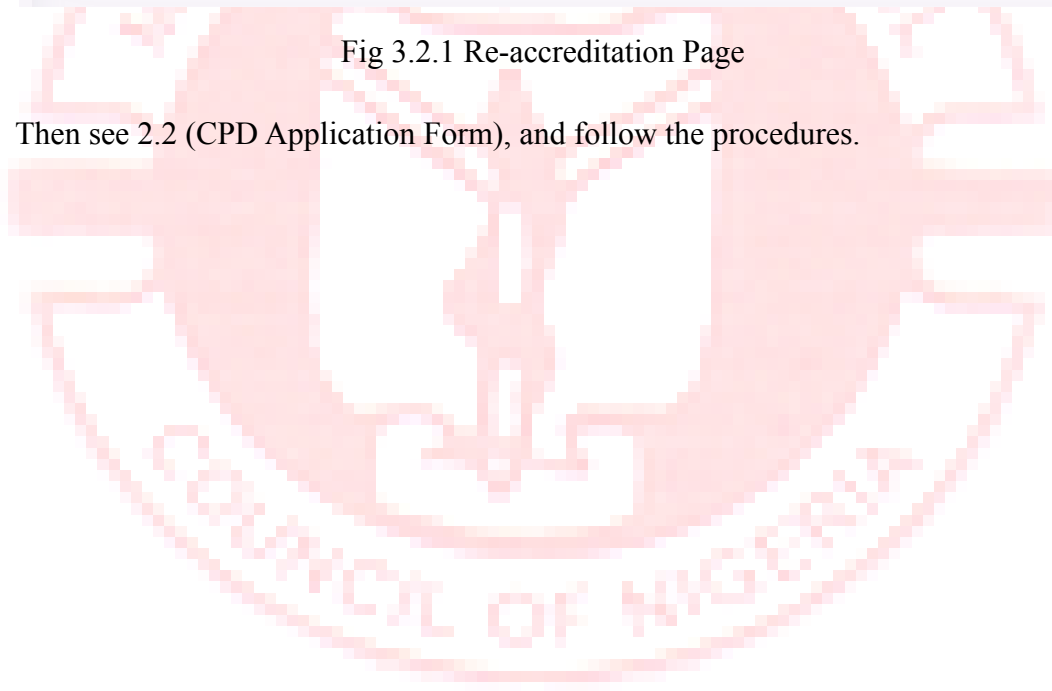 Fig 3.2.1 Re-accreditation Page
Then see 2.2 (CPD Application Form), and follow the procedures.
COUNCIL OF NIGERIA